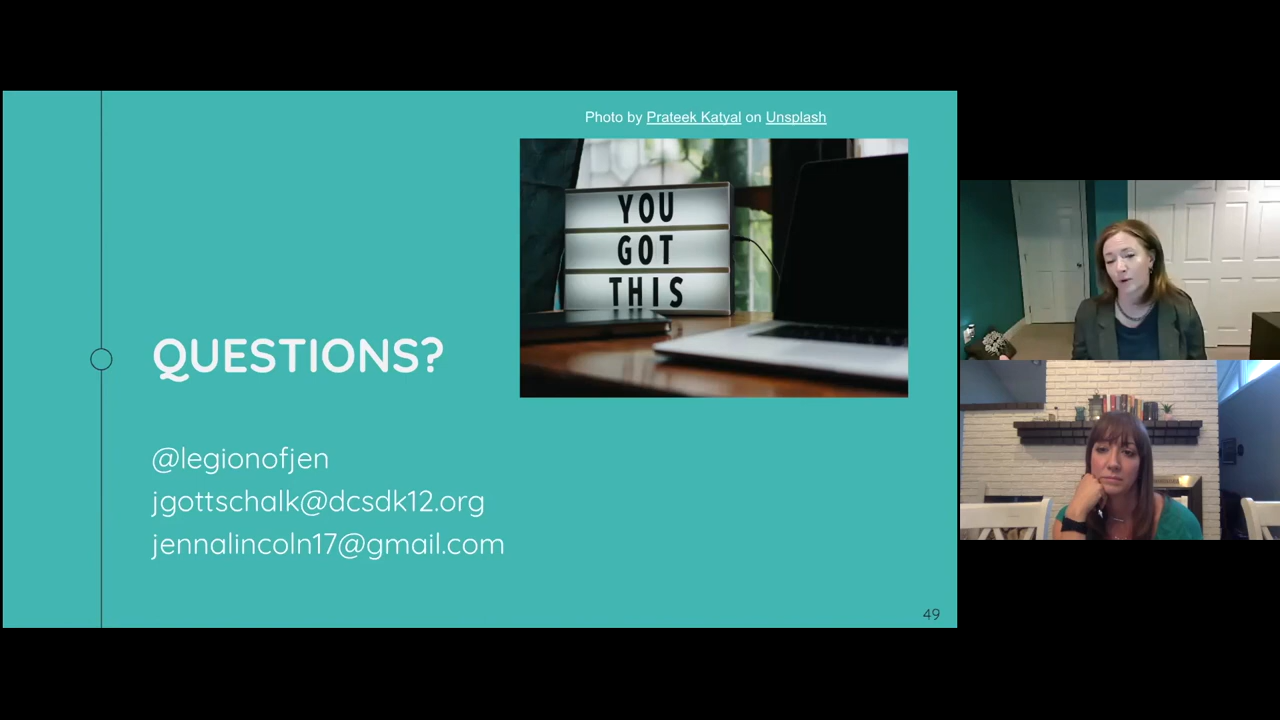 Photo by Prateek Katyal on Unsplash
YOU
GOT
THIS
QUESTIONS?
@legionofjen
jgottschalk@dcsdk12.org
jennalincoln17@gmail.com
49